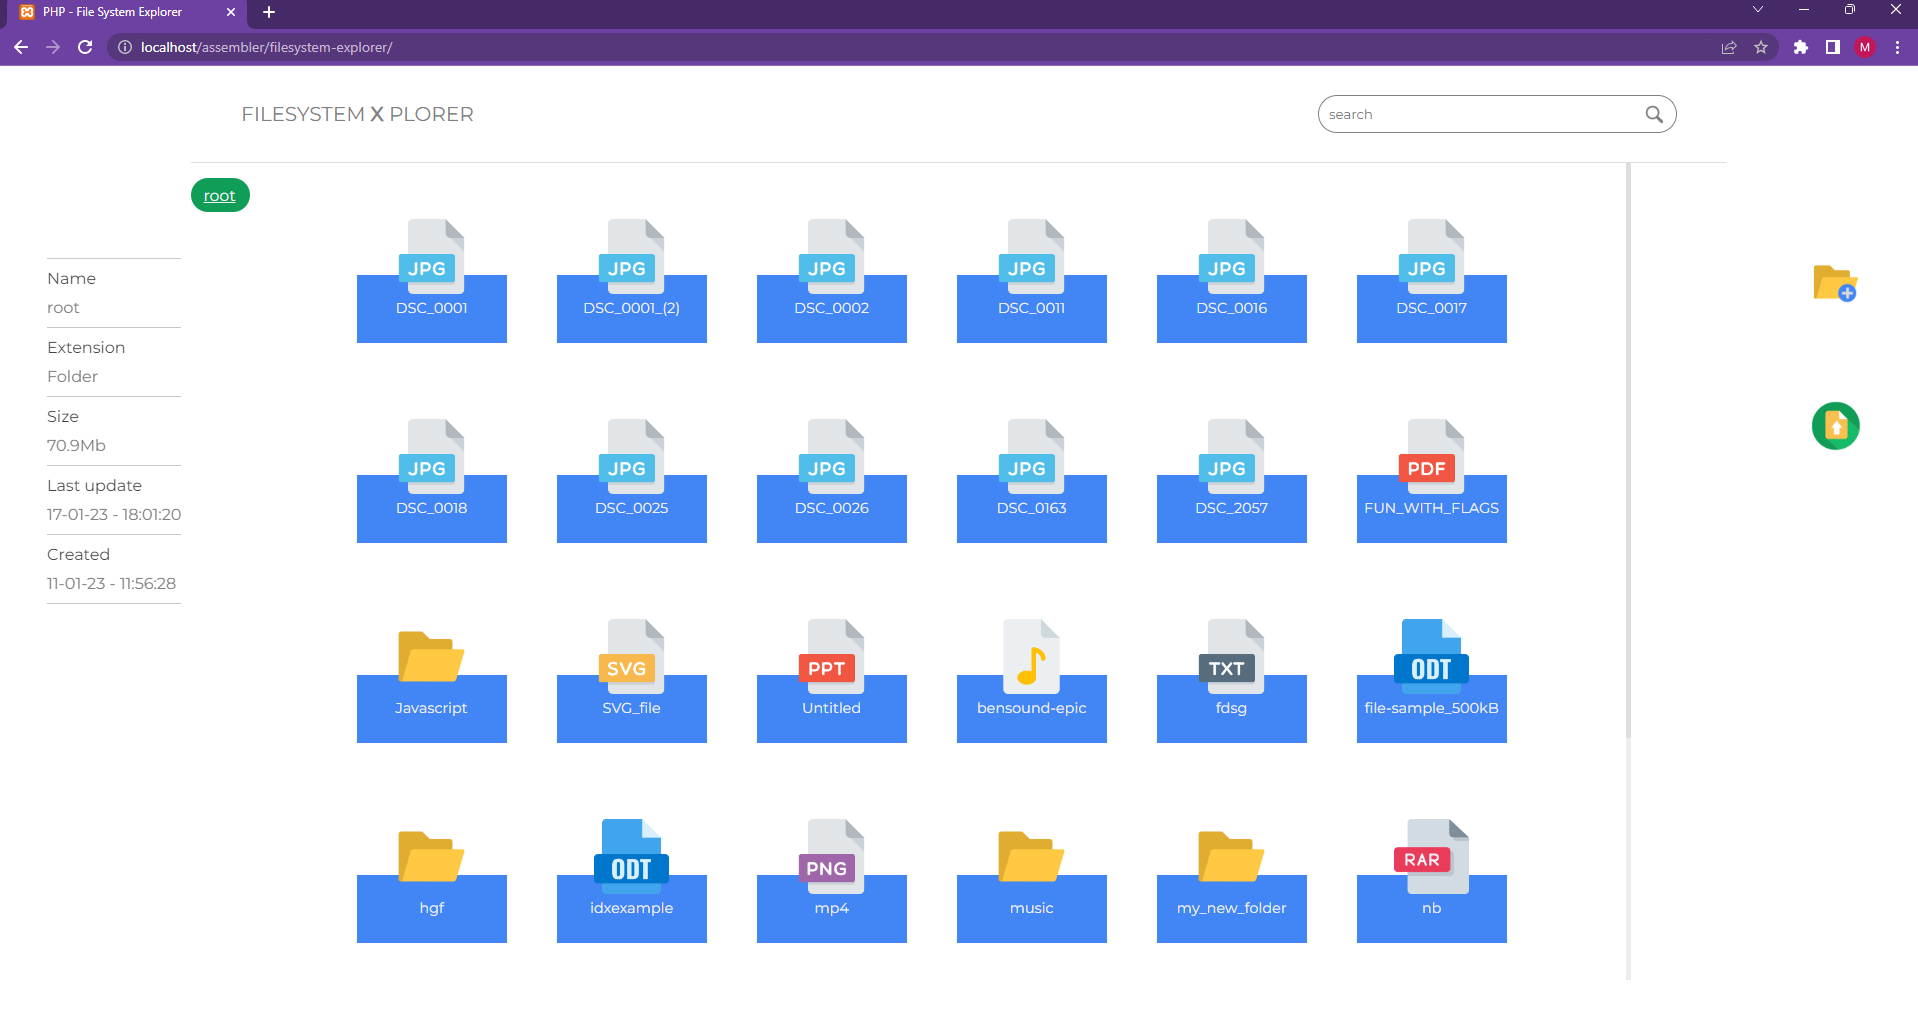 PHP - File System Explorer
localhost/assembler/filesystem-explorer/
M
FILESYSTEM X PLORER
search
root
Name
root
Extension
Folder
Size
70.9Mb
Last update
17-01-23 - 18:01:20
Created
11-01-23 - 11:56:28
JPG JPG JPG JPG JPG JPG
DSC_0001 DSC_0001_(2) DSC_0002 DSC_0011 DSC_0016 DSC_0017
JPG JPG JPG JPG JPG PDF
DSC_0018 DSC_0025 DSC_0026 DSC_0163 DSC_2057 FUN_WITH_FLAGS
SVG PPT TXT ODT
Javascript SVG_file Untitled bensound-epic fdsg file-sample_500kB
ODT PNG RAR
hgf idxexample mp4 music my_new_folder nb